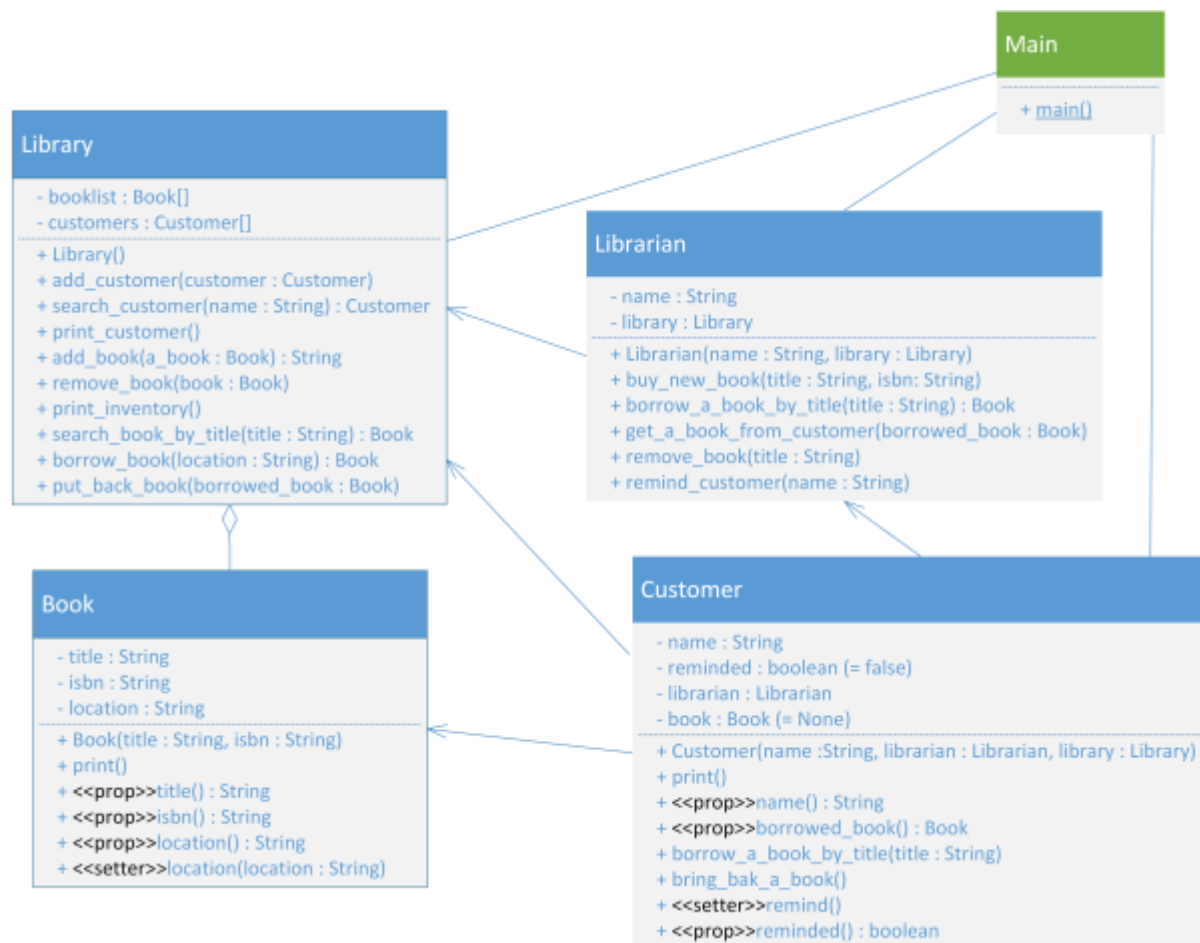 Main
+ main()
Library
- booklist : Book[]
- customers : Customer[]
+ Library()
+ add_customer(customer : Customer)
+ search_customer(name : String) : Customer
+ print_customer()
+ add_book(a_book : Book) : String
+ remove_book(book : Book)
+ print_inventory()
+ search_book_by_title(title : String) : Book
+ borrow_book(location : String) : Book
+ put_back_book(borrowed_book : Book)
Librarian
- name : String
- library : Library
+ Librarian(name : String, library : Library)
+ buy_new_book(title : String, isbn: String)
+ borrow_a_book_by_title(title : String) : Book
+ get_a_book_from_customer(borrowed_book : Book)
+ remove_book(title : String)
+ remind_customer(name : String)
Book
- title : String
- isbn : String
- location : String
+ Book(title : String, isbn : String)
+ print()
+ <<prop>>title() : String
+ <<prop>>isbn() : String
+ <<prop>>location() : String
+ <<setter>>location(location : String)
Customer
- name : String
- reminded : boolean (= false)
- librarian : Librarian
- book : Book (= None)
+ Customer(name :String, librarian : Librarian, library : Library)
+ print()
+ <<prop>>name() : String
+ <<prop>>borrowed_book() : Book
+ borrow_a_book_by_title(title : String)
+ bring_bak_a_book()
+ <<setter>>remind()
+ <<prop>>reminded() : boolean